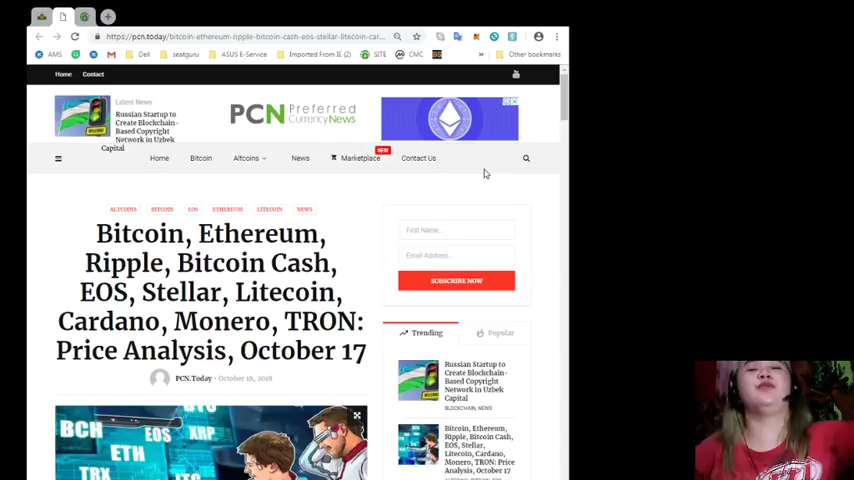 https://pcn.today/bitcoin-ethereum-ripple-bitcoin-cash-eos-stellar-litecoin-car...
AMS
Dell
seatguru
ASUS E-Service
Imported From IE (2)
SITE
CMC
»
Other bookmarks
Home
Contact
Latest News
Russian Startup to
Create Blockchain-
Based Copyright
Network in Uzbek
Capital
PCN Preferred
Currency News
Home
Bitcoin
Altcoins
News
Marketplace
NEW
Contact Us
ALTCOINS
BITCOIN
EOS
ETHEREUM
LITECOIN
NEWS
Bitcoin, Ethereum,
Ripple, Bitcoin Cash,
EOS, Stellar, Litecoin,
Cardano, Monero, TRON:
Price Analysis, October 17
PCN.Today - October 18, 2018
First Name...
Email Address...
SUBSCRIBE NOW
Trending
Popular
Russian Startup to
Create Blockchain-
Based Copyright
Network in Uzbek
Capital
BLOCKCHAIN, NEWS
Bitcoin, Ethereum,
Ripple, Bitcoin Cash,
EOS, Stellar,
Litecoin, Cardano,
Monero, TRON: Price
Analysis, October 17
BCH
EOS
XRP
ETH
TRX